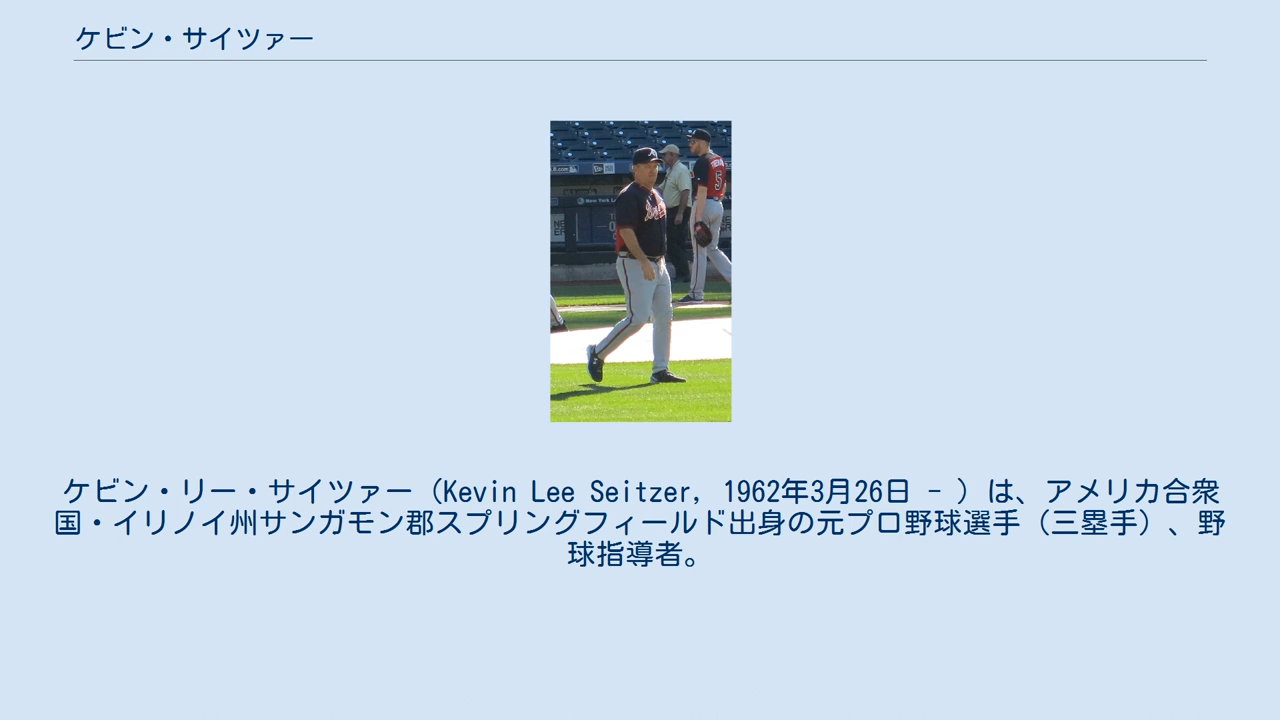 ケビン・サイツァー
ケビン・リー・サイツァー（Kevin Lee Seitzer, 1962年3月26日 - ）は、アメリカ合衆
国・イリノイ州サンガモン郡スプリングフィールド出身の元プロ野球選手（三塁手）、野
球指導者。
New York
5